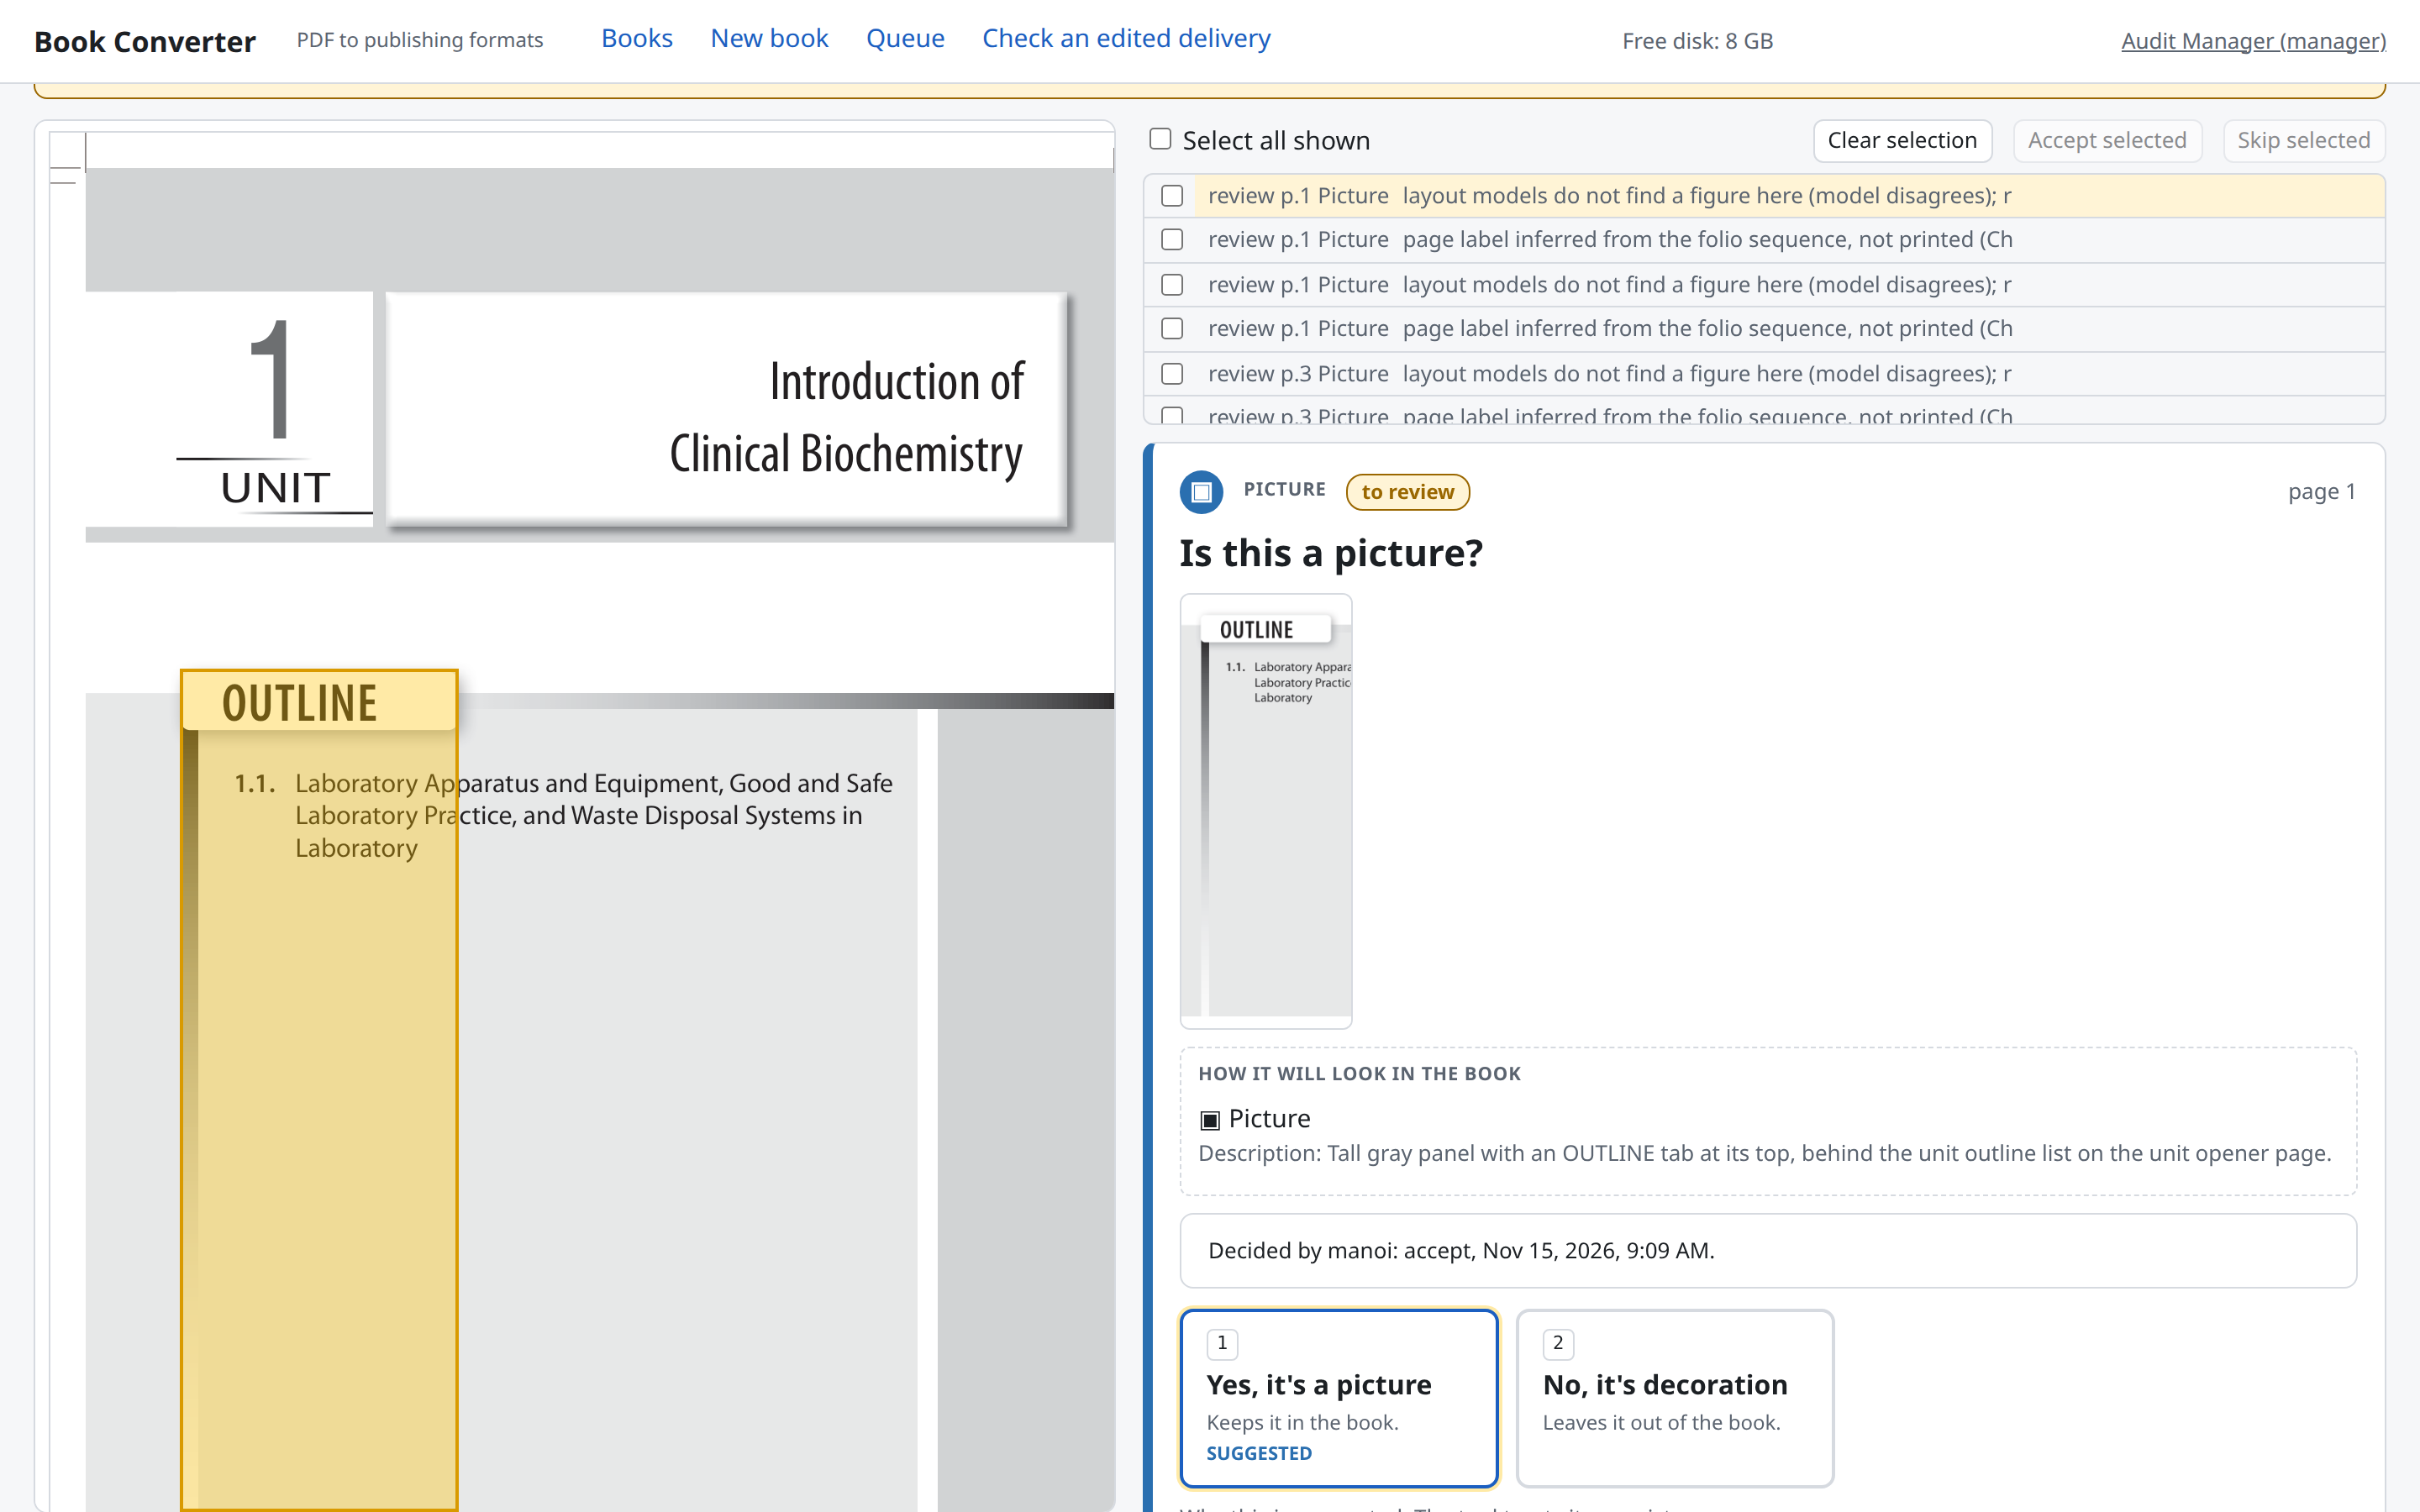 Book Converter PDF to publishing formats Books New book Queue Check an edited delivery Free disk: 8 GB Audit Manager (manager)
1
UNIT
Introduction of
Clinical Biochemistry
OUTLINE
1.1. Laboratory Apparatus and Equipment, Good and Safe
Laboratory Practice, and Waste Disposal Systems in
Laboratory
Select all shown Clear selection Accept selected Skip selected
review p.1 Picture layout models do not find a figure here (model disagrees); r
review p.1 Picture page label inferred from the folio sequence, not printed (Ch
review p.1 Picture layout models do not find a figure here (model disagrees); r
review p.1 Picture page label inferred from the folio sequence, not printed (Ch
review p.3 Picture layout models do not find a figure here (model disagrees); r
review p.3 Picture page label inferred from the folio sequence, not printed (Ch
PICTURE to review page 1
Is this a picture?
OUTLINE
1.1. Laboratory Appara
Laboratory Practic
Laboratory
HOW IT WILL LOOK IN THE BOOK
Picture
Description: Tall gray panel with an OUTLINE tab at its top, behind the unit outline list on the unit opener page.
Decided by manoi: accept, Nov 15, 2026, 9:09 AM.
1
Yes, it's a picture
Keeps it in the book.
SUGGESTED
2
No, it's decoration
Leaves it out of the book.